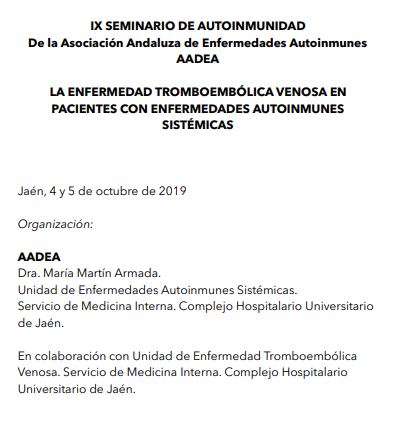 IX SEMINARIO DE AUTOINMUNIDAD
De la Asociación Andaluza de Enfermedades Autoinmunes
AADEA
LA ENFERMEDAD TROMBOEMBÓLICA VENOSA EN
PACIENTES CON ENFERMEDADES AUTOINMUNES
SISTÉMICAS
Jaén, 4 y 5 de octubre de 2019
Organización:
AADEA
Dra. María Martín Armada.
Unidad de Enfermedades Autoinmunes Sistémicas.
Servicio de Medicina Interna. Complejo Hospitalario Universitario
de Jaén.
En colaboración con Unidad de Enfermedad Tromboembólica
Venosa. Servicio de Medicina Interna. Complejo Hospitalario
Universitario de Jaén.